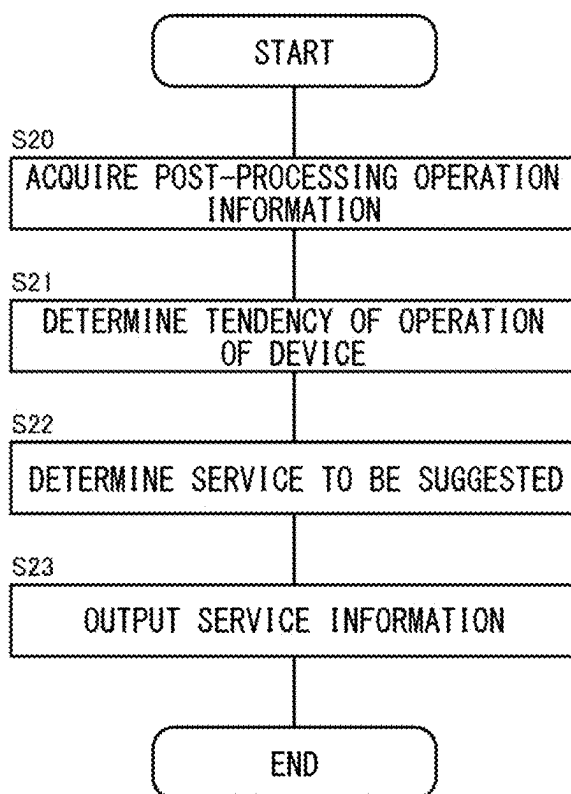 START
S20
ACQUIRE POST-PROCESSING OPERATION
INFORMATION
S21
DETERMINE TENDENCY OF OPERATION
OF DEVICE
S22
DETERMINE SERVICE TO BE SUGGESTED
S23
OUTPUT SERVICE INFORMATION
END